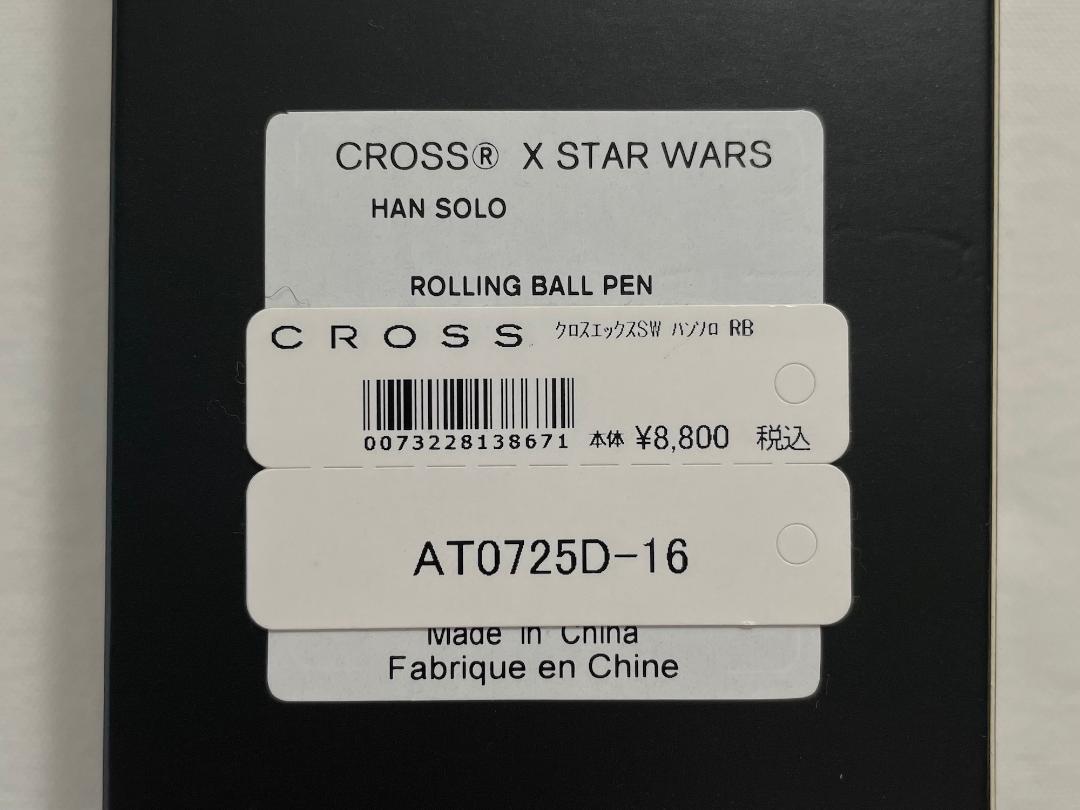 CROSS® X STAR WARS
HAN SOLO
ROLLING BALL PEN
CROSS ｸﾛｽｴｯｸｽSW ﾊﾝｿﾛ RB
0073228138671 本体 ¥8,800 税込
AT0725D-16
Made in China
Fabrique en Chine